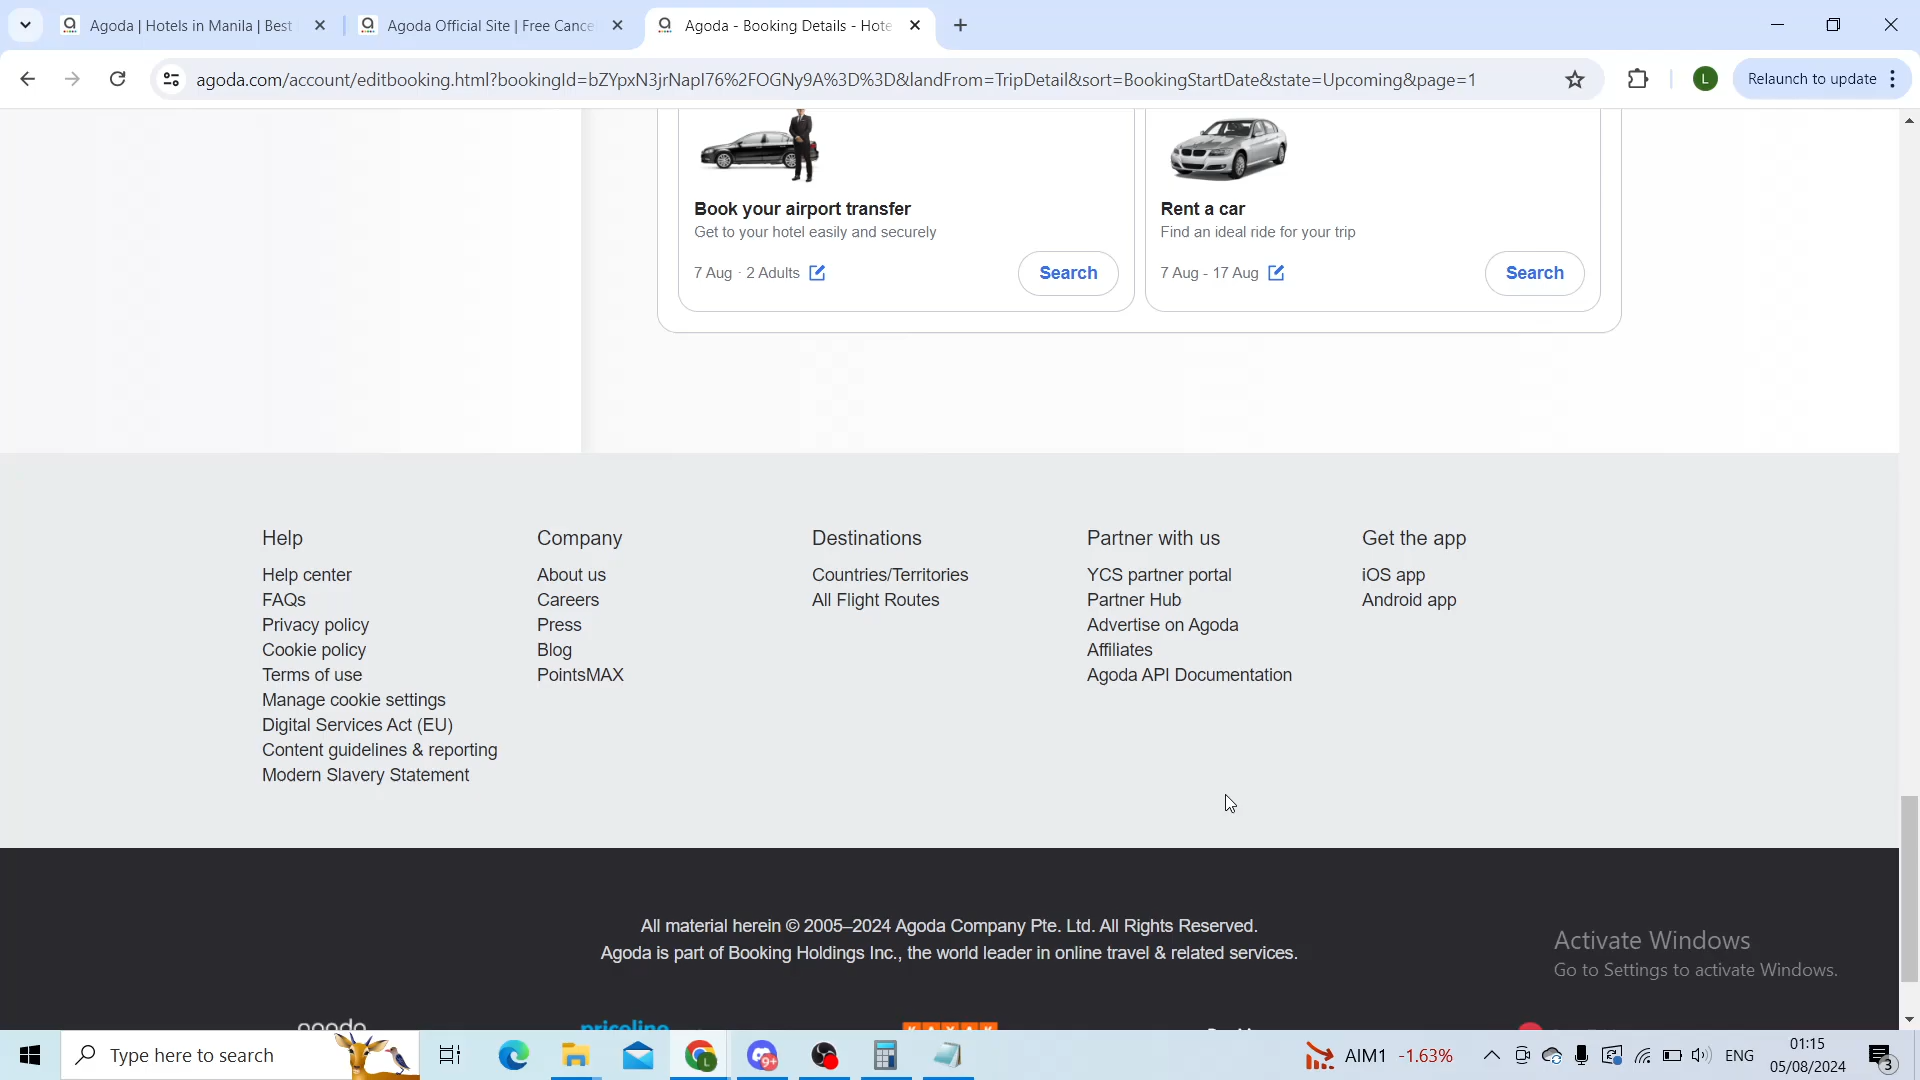 Agoda | Hotels in Manila | Best
Agoda Official Site | Free Cance
Agoda - Booking Details - Hote
agoda.com/account/editbooking.html?bookingId=bZYpxN3jrNapI76%2FOGNy9A%3D%3D&landFrom=TripDetail&sort=BookingStartDate&state=Upcoming&page=1
L
Relaunch to update
Book your airport transfer
Get to your hotel easily and securely
7 Aug · 2 Adults
Search
Rent a car
Find an ideal ride for your trip
7 Aug - 17 Aug
Search
Help
Help center
FAQs
Privacy policy
Cookie policy
Terms of use
Manage cookie settings
Digital Services Act (EU)
Content guidelines & reporting
Modern Slavery Statement
Company
About us
Careers
Press
Blog
PointsMAX
Destinations
Countries/Territories
All Flight Routes
Partner with us
YCS partner portal
Partner Hub
Advertise on Agoda
Affiliates
Agoda API Documentation
Get the app
iOS app
Android app
All material herein © 2005–2024 Agoda Company Pte. Ltd. All Rights Reserved.
Agoda is part of Booking Holdings Inc., the world leader in online travel & related services.
Activate Windows
Go to Settings to activate Windows.
agoda
priceline
KAYAK
Type here to search
L
9+
AIM1 -1.63%
ENG
01:15
05/08/2024
3